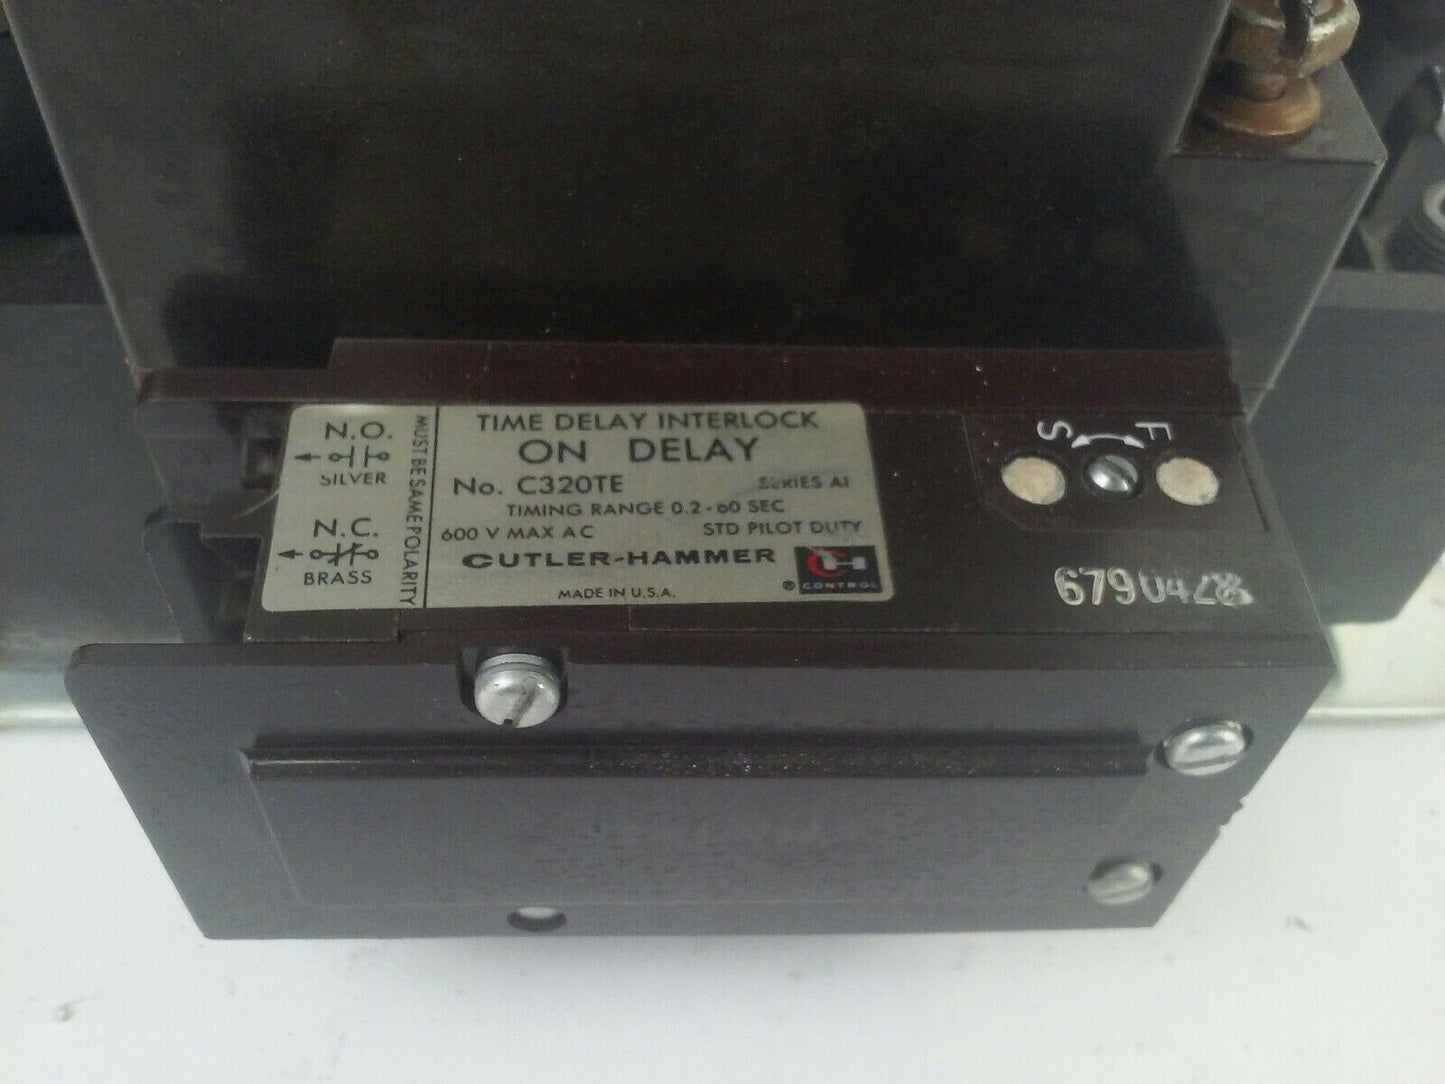 N.O.
SILVER
N.C.
BRASS
MUST BE SAME POLARITY
TIME DELAY INTERLOCK
ON DELAY
No. C320TE SERIES A1
TIMING RANGE 0.2-60 SEC
600 V MAX AC STD PILOT DUTY
CUTLER-HAMMER
MADE IN U.S.A.
® CH
CONTROL
S F